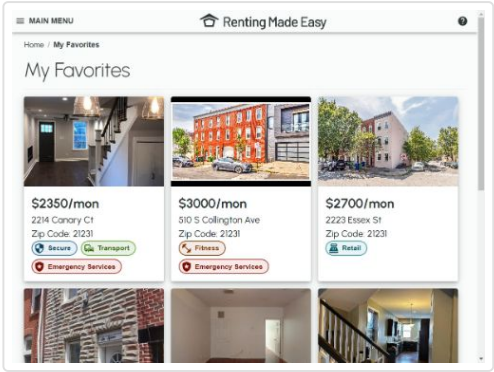 MAIN MENU
Renting Made Easy
?
Home / My Favorites
My Favorites
$2350/mon
2214 Canary Ct
Zip Code: 21231
Secure
Transport
Emergency Services
$3000/mon
510 S Collington Ave
Zip Code: 21231
Fitness
Emergency Services
$2700/mon
2223 Essex St
Zip Code: 21231
Retail